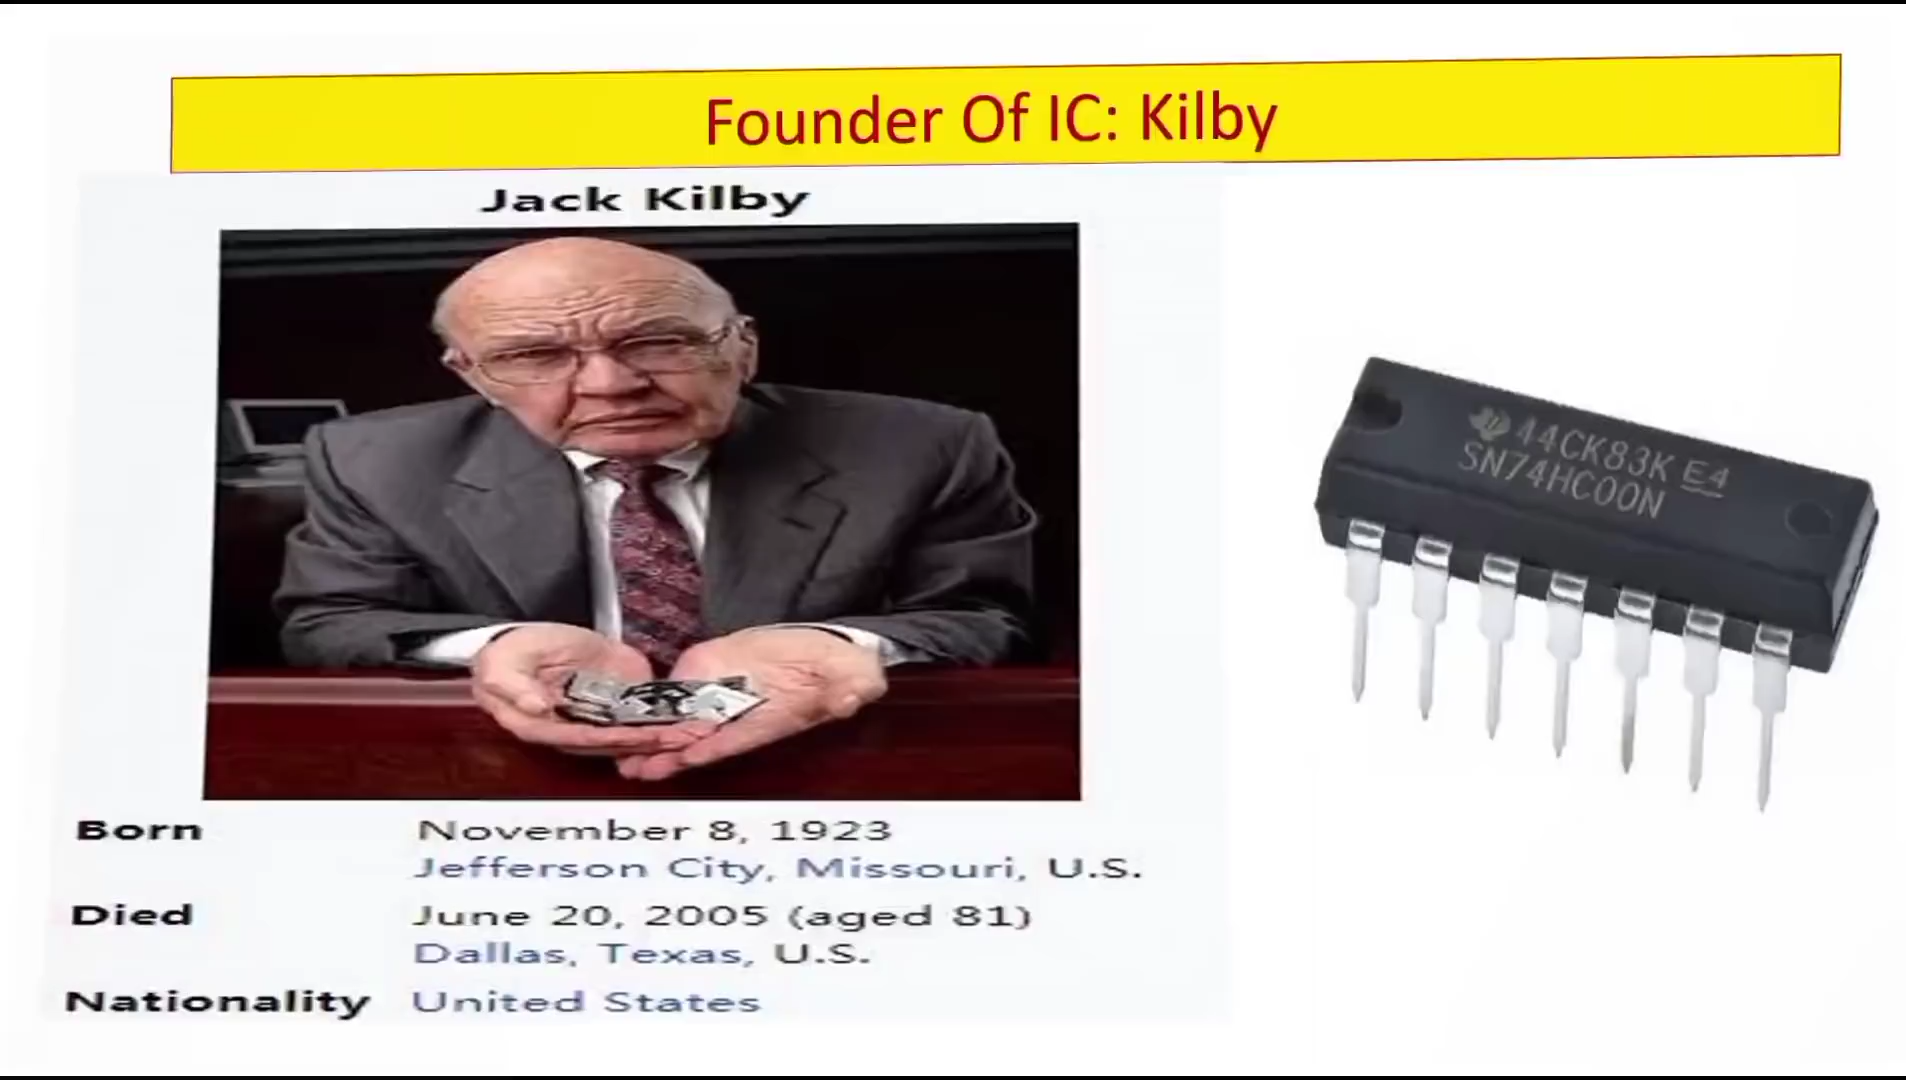 Founder Of IC: Kilby
Jack Kilby
44CK83K E4
SN74HC00N
Born November 8, 1923
Jefferson City, Missouri, U.S.
Died June 20, 2005 (aged 81)
Dallas, Texas, U.S.
Nationality United States